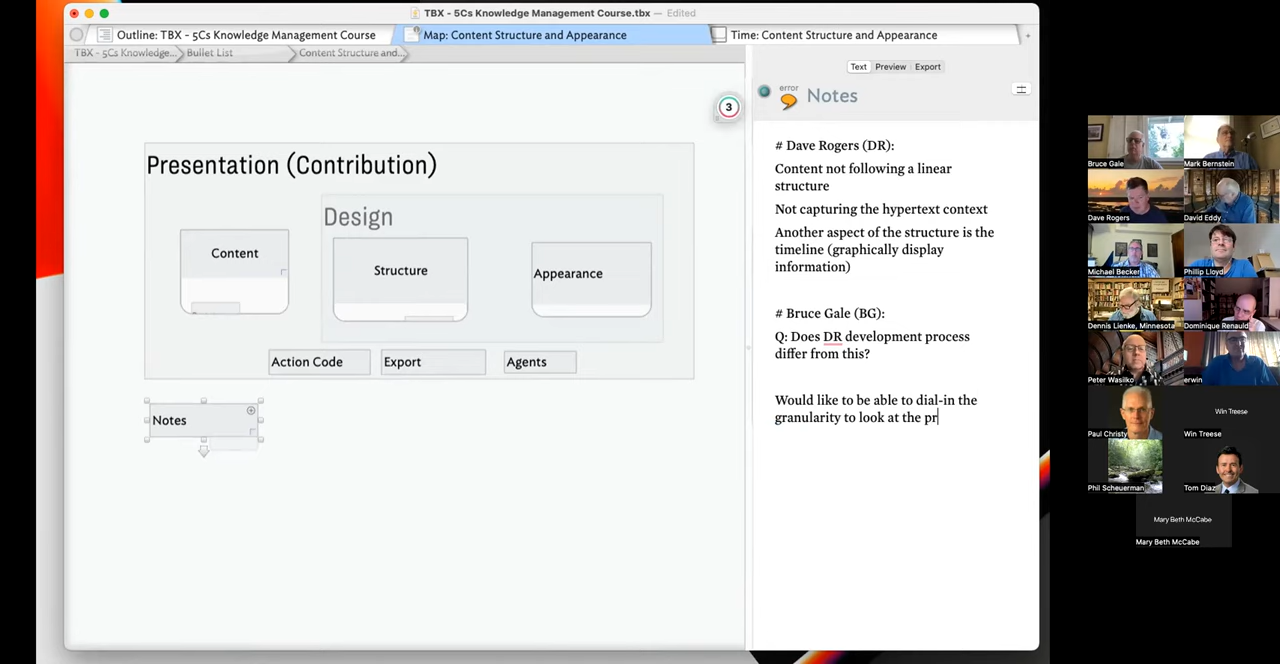 TBX - 5Cs Knowledge Management Course.tbx — Edited
Outline: TBX - 5Cs Knowledge Management Course
Map: Content Structure and Appearance
Time: Content Structure and Appearance
+
TBX - 5Cs Knowledge...
Bullet List
Content Structure and...
3
Presentation (Contribution)
Design
Content
Structure
Appearance
Action Code
Export
Agents
Notes
Text
Preview
Export
error
Notes
# Dave Rogers (DR):
Content not following a linear
structure
Not capturing the hypertext context
Another aspect of the structure is the
timeline (graphically display
information)
# Bruce Gale (BG):
Q: Does DR development process
differ from this?
Would like to be able to dial-in the
granularity to look at the pr
Bruce Gale
Mark Bernstein
Dave Rogers
David Eddy
Michael Becker
Phillip Lloyd
Dennis Lienke, Minnesota
Dominique Renauld
Peter Wasilko
erwin
Paul Christy
Win Treese
Win Treese
Phil Scheuerman
Tom Diaz
Mary Beth McCabe
Mary Beth McCabe